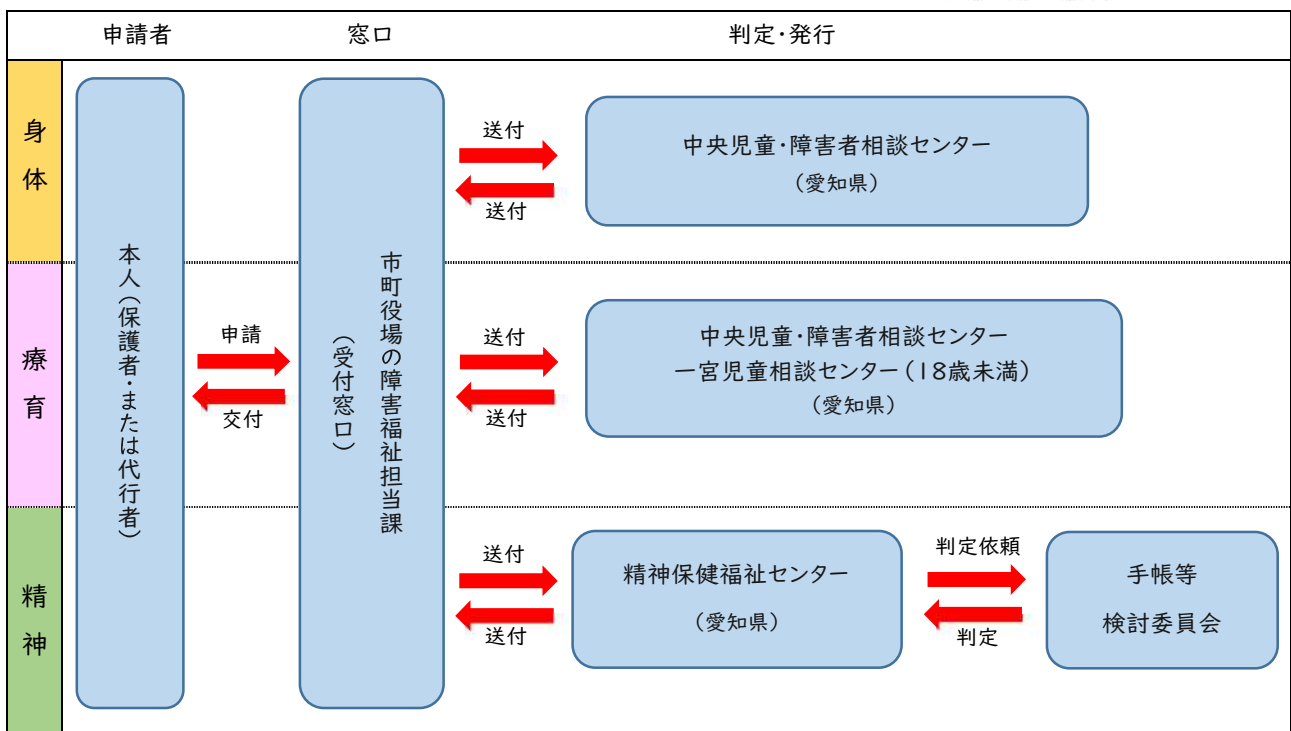 申請者
窓口
判定・発行
身体
本人（保護者・または代行者）
市町役場の障害福祉担当課
（受付窓口）
送付
送付
中央児童・障害者相談センター
（愛知県）
療育
申請
交付
送付
送付
中央児童・障害者相談センター
一宮児童相談センター（18歳未満）
（愛知県）
精神
送付
送付
精神保健福祉センター
（愛知県）
判定依頼
判定
手帳等
検討委員会